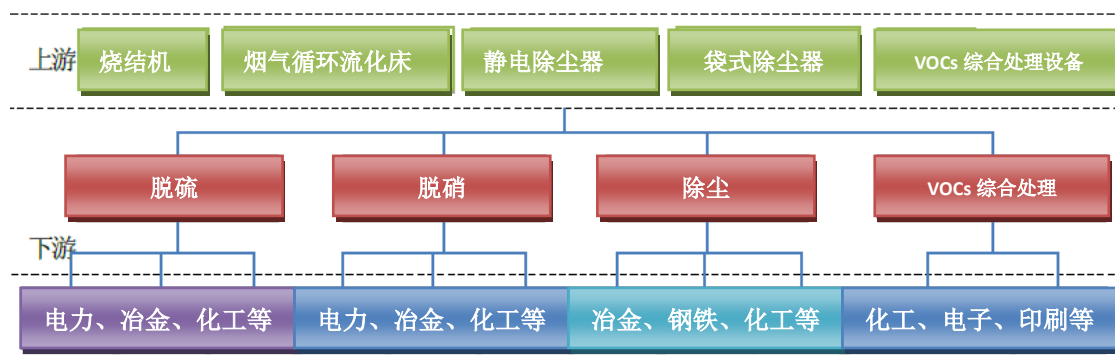 上游
烧结机
烟气循环流化床
静电除尘器
袋式除尘器
VOCs 综合处理设备
脱硫
脱硝
除尘
VOCs 综合处理
下游
电力、冶金、化工等
电力、冶金、化工等
冶金、钢铁、化工等
化工、电子、印刷等